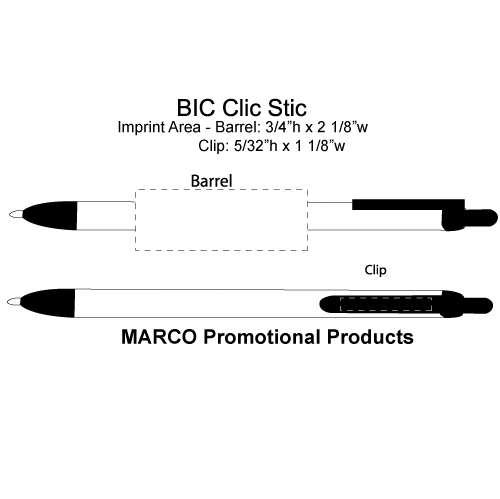 BIC Clic Stic
Imprint Area - Barrel: 3/4”h x 2 1/8”w
Clip: 5/32”h x 1 1/8”w
Barrel
Clip
MARCO Promotional Products